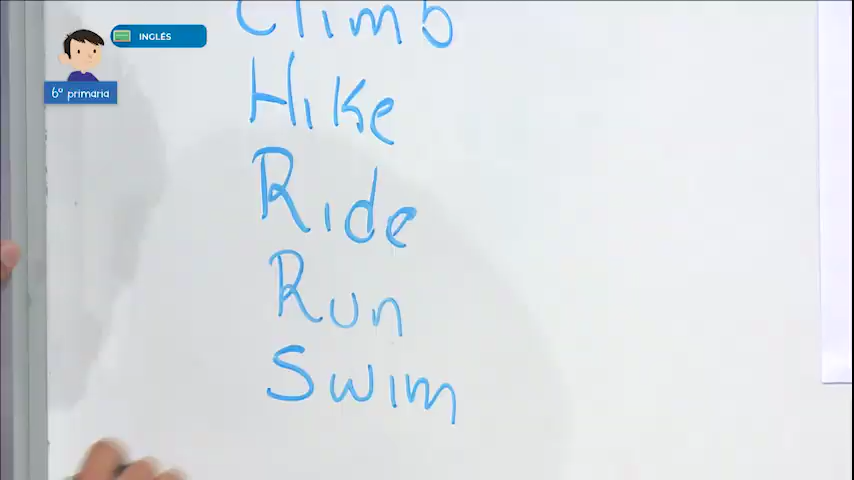 INGLÉS
6º primaria
Climb
Hike
Ride
Run
Swim